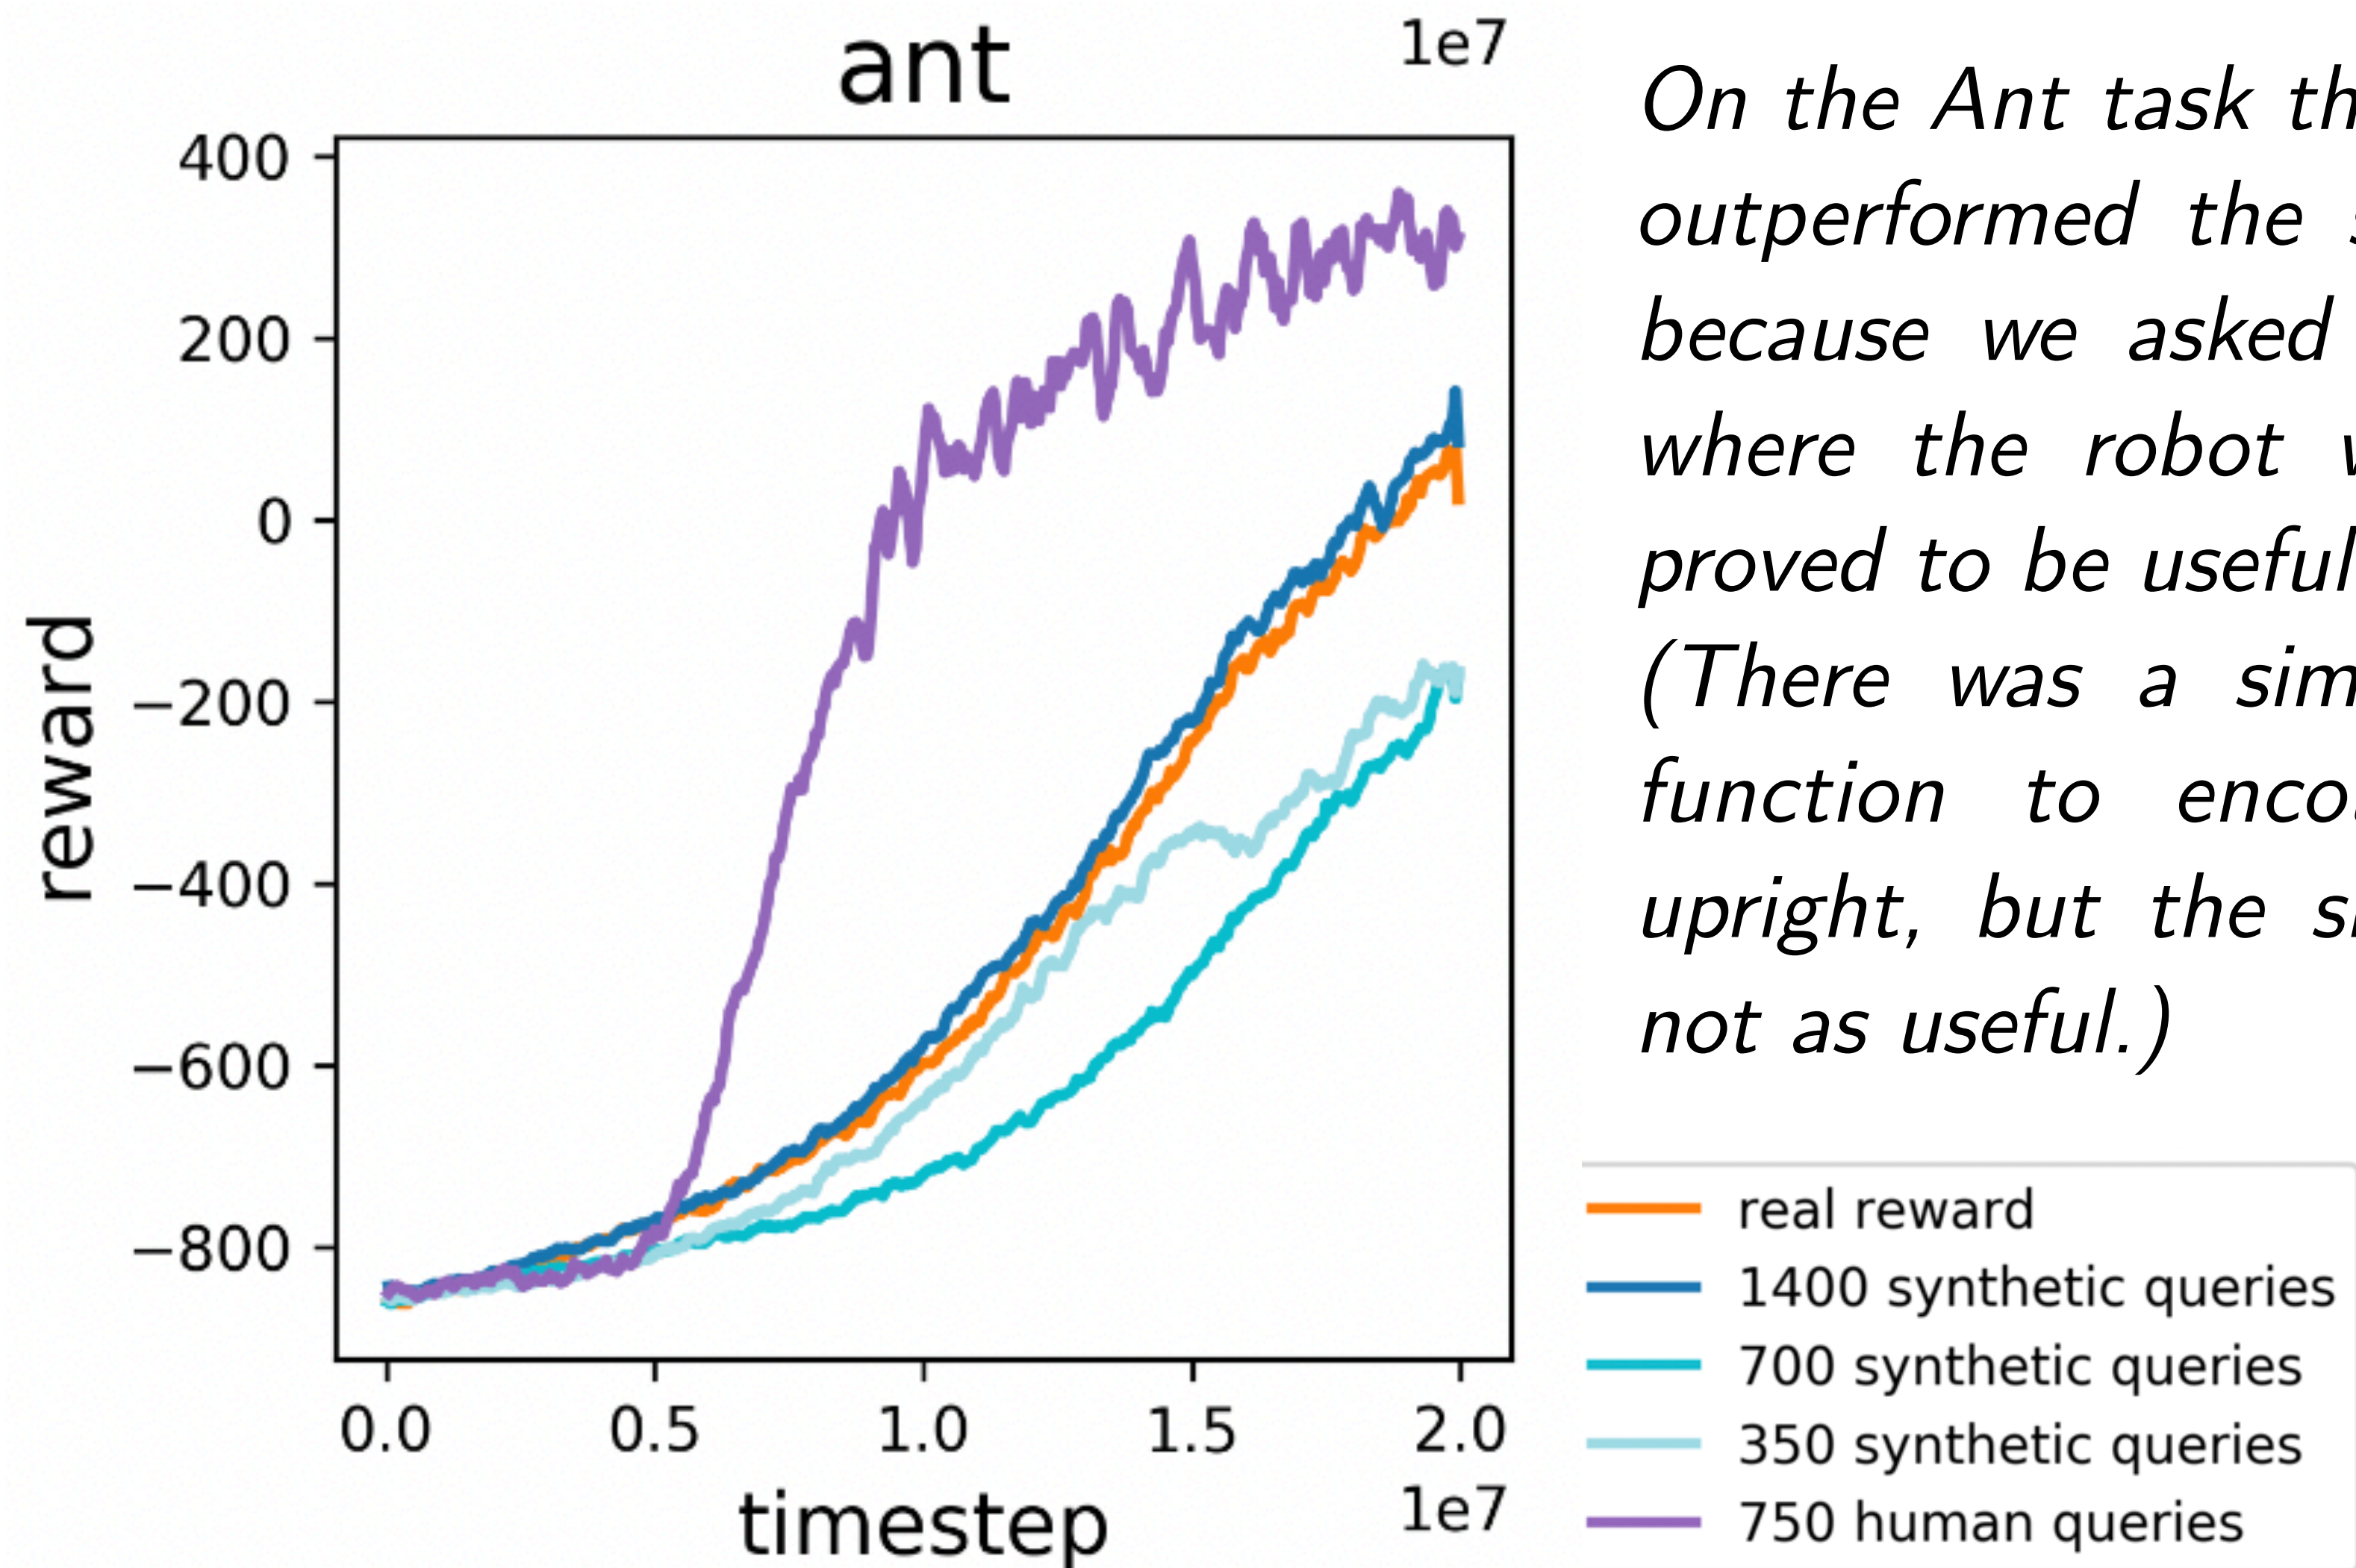 ant
1e7
400
200
0
−200
−400
−600
−800
reward
0.0 0.5 1.0 1.5 2.0
timestep
1e7
On the Ant task
outperformed the
because we asked
where the robot
proved to be useful
(There was a
function to
upright, but the
not as useful.)
real reward
1400 synthetic queries
700 synthetic queries
350 synthetic queries
750 human queries